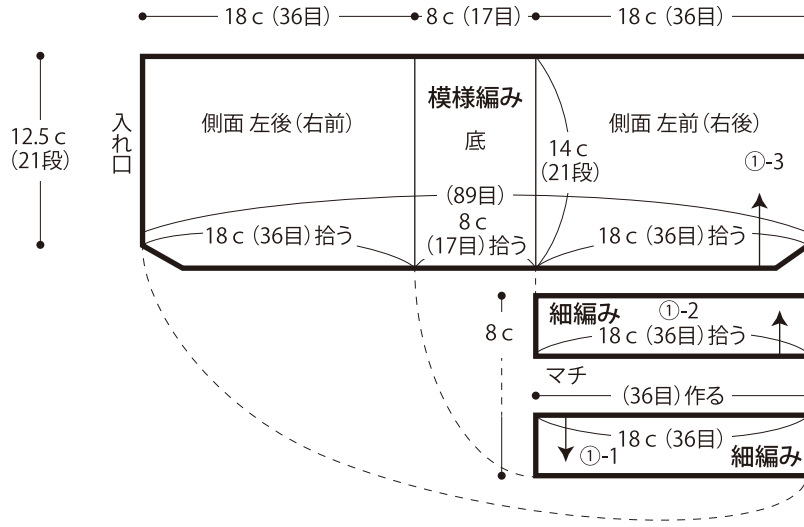 18 c (36目) 8 c (17目) 18 c (36目)
12.5 c
(21段)
入れ口
側面 左後(右前)
模様編み
底
側面 左前(右後)
14 c
(21段)
①-3
(89目)
18 c (36目) 拾う
8 c
(17目) 拾う
18 c (36目) 拾う
8 c
細編み ①-2
18 c (36目) 拾う
マチ
(36目) 作る
18 c (36目)
①-1
細編み